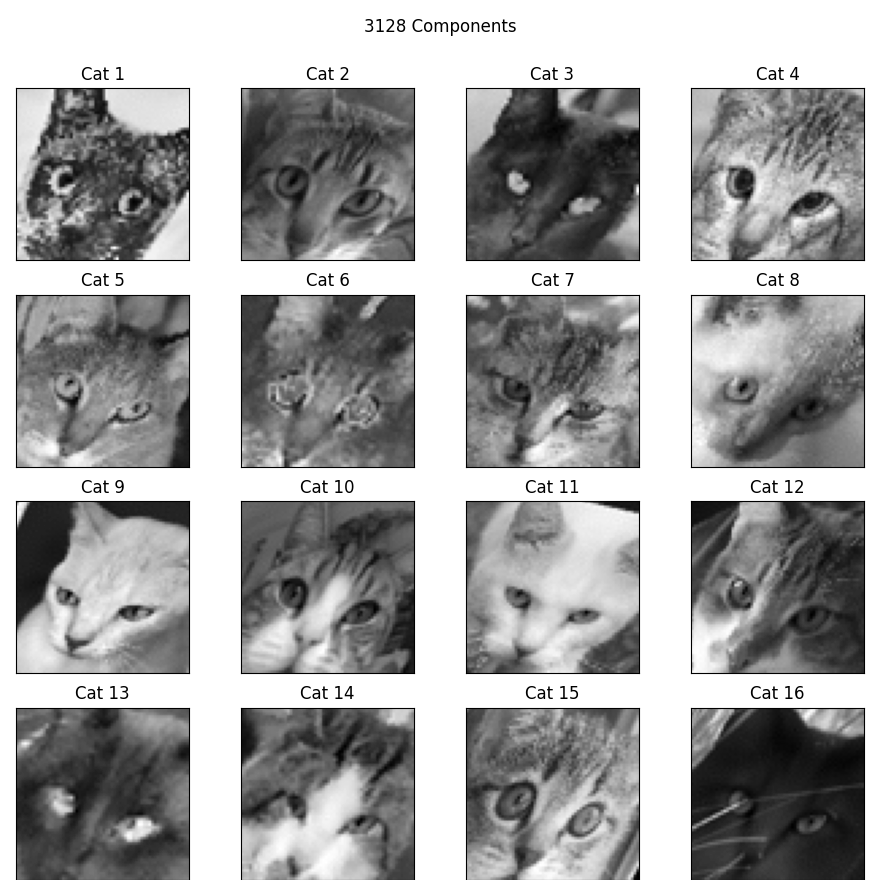 3128 Components
Cat 1
Cat 2
Cat 3
Cat 4
Cat 5
Cat 6
Cat 7
Cat 8
Cat 9
Cat 10
Cat 11
Cat 12
Cat 13
Cat 14
Cat 15
Cat 16